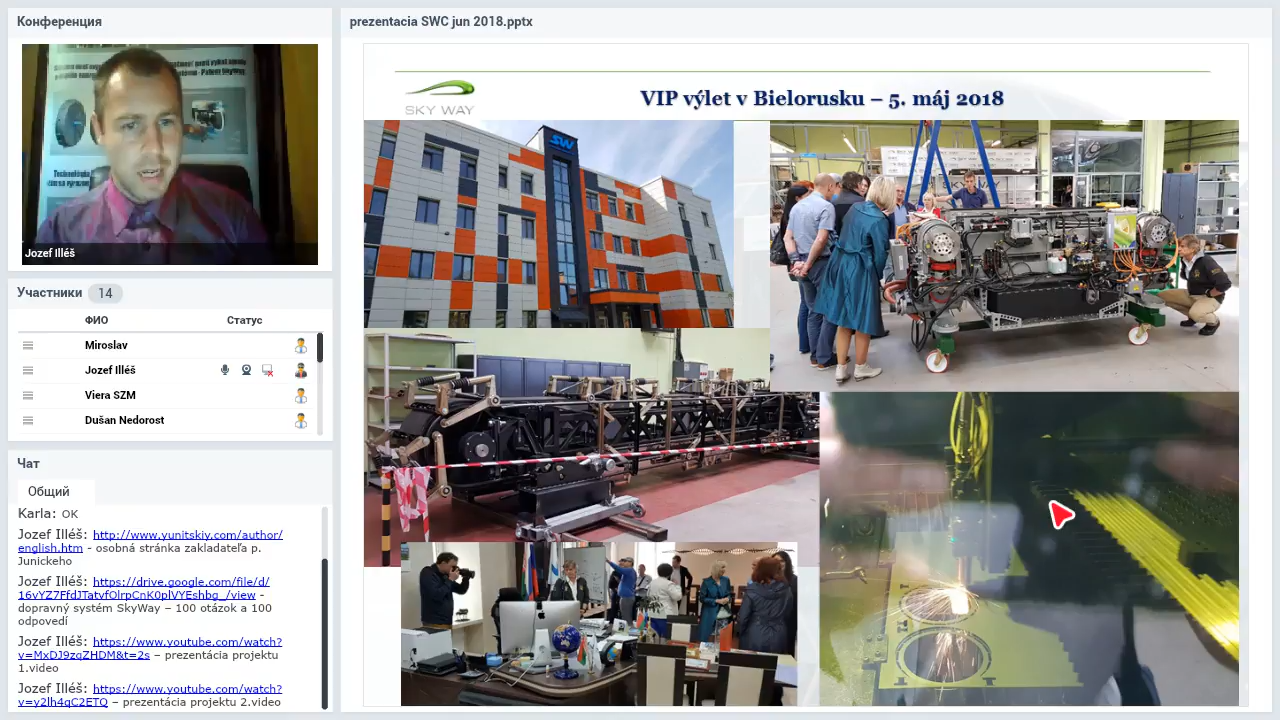 Конференция
Jozef Illéš
Участники 14
ФИО Статус
Miroslav
Jozef Illéš
Viera SZM
Dušan Nedorost
Чат
Общий
Karla: OK
Jozef Illéš: http://www.yunitskiy.com/author/
english.htm - osobná stránka zakladateľa p.
Junickeho
Jozef Illéš: https://drive.google.com/file/d/
16vYZ7FfdJTatvfOlrpCnK0plVYEshbg_/view -
dopravný systém SkyWay – 100 otázok a 100
odpovedí
Jozef Illéš: https://www.youtube.com/watch?
v=MxDJ9zqZHDM&t=2s – prezentácia projektu
1.video
Jozef Illéš: https://www.youtube.com/watch?
v=y2lh4qC2ETQ – prezentácia projektu 2.video
prezentacia SWC jun 2018.pptx
SKY WAY
VIP výlet v Bielorusku – 5. máj 2018
SW
SKY WAY